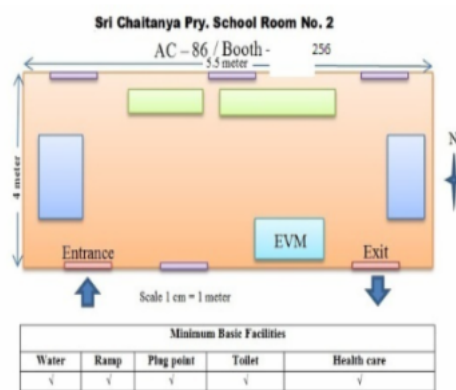 Sri Chaitanya Pry. School Room No. 2
AC – 86 / Booth - 256
5.5 meter
4 meter
N
EVM
Entrance
Exit
Scale 1 cm = 1 meter
Minimum Basic Facilities
Water Ramp Plug point Toilet Health care
√ √ √ √ √